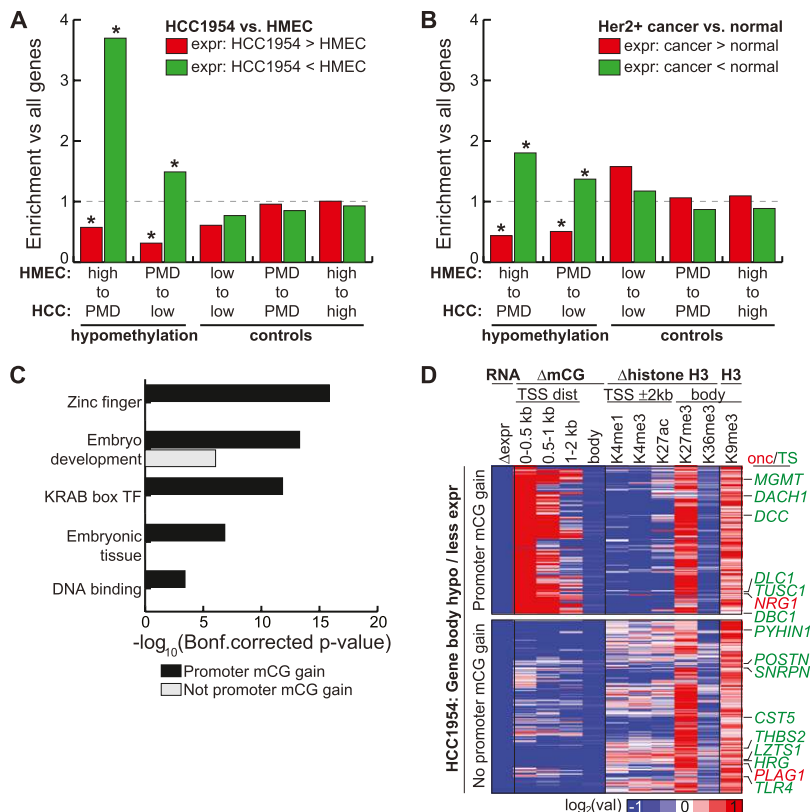 A
HCC1954 vs. HMEC
expr: HCC1954 > HMEC
expr: HCC1954 < HMEC
Enrichment vs all genes
4
3
2
1
0
*
*
*
*
HMEC: high PMD low PMD high
to to to to to
HCC: PMD low low PMD high
hypomethylation controls
B
Her2+ cancer vs. normal
expr: cancer > normal
expr: cancer < normal
Enrichment vs all genes
4
2
1
0
*
*
*
*
HMEC: high PMD low PMD high
to to to to to
HCC: PMD low low PMD high
hypomethylation controls
C
Zinc finger
Embryo
development
KRAB box TF
Embryonic
tissue
DNA binding
0 5 10 15 20
-log10(Bonf.corrected p-value)
Promoter mCG gain
Not promoter mCG gain
D
RNA ΔmCG Δhistone H3 H3
TSS dist TSS ±2kb body
Δexpr
0-0.5 kb
0.5-1 kb
1-2 kb
body
K4me1
K4me3
K27ac
K27me3
K36me3
K9me3
onc/TS
HCC1954: Gene body hypo / less expr
Promoter mCG gain
No promoter mCG gain
MGMT
DACH1
DCC
DLC1
TUSC1
NRG1
DBC1
PYHIN1
POSTN
SNRPN
CST5
THBS2
LZTS1
HRG
PLAG1
TLR4
log2(val) -1 0 1